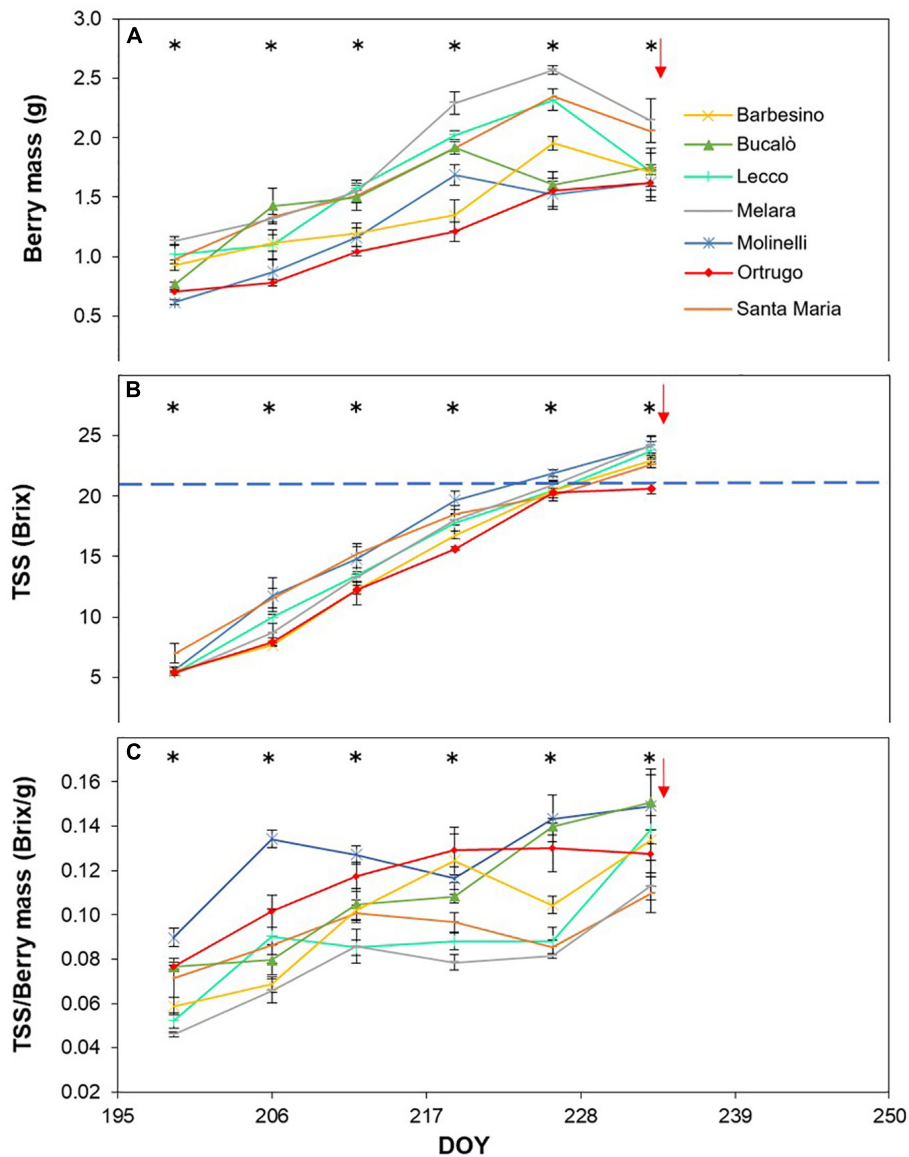 A
* * * * * *
Berry mass (g)
3.0
2.5
2.0
1.5
1.0
0.5
Barbesino
Bucalò
Lecco
Melara
Molinelli
Ortrugo
Santa Maria
B
* * * * * *
TSS (Brix)
25
20
15
10
5
C
* * * * * *
TSS/Berry mass (Brix/g)
0.16
0.14
0.12
0.10
0.08
0.06
0.04
0.02
195 206 217 228 239 250
DOY